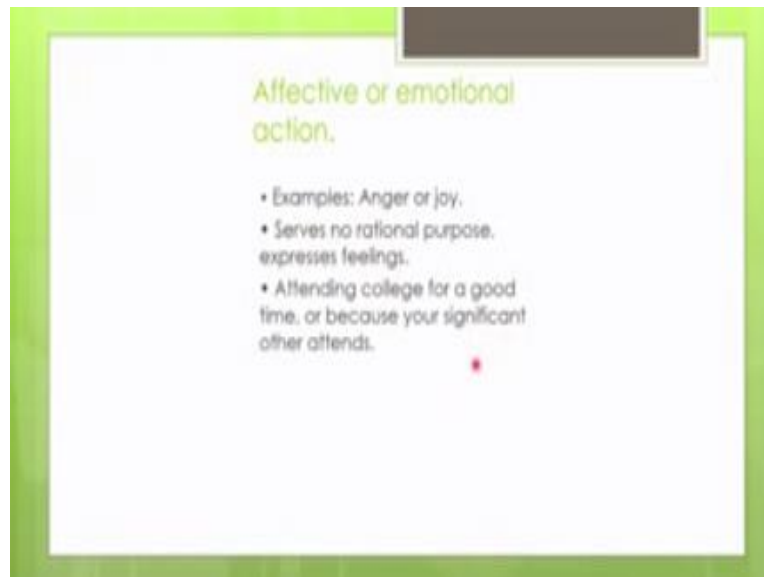 Affective or emotional
action.
• Examples: Anger or joy.
• Serves no rational purpose,
expresses feelings.
• Attending college for a good
time, or because your significant
other attends.